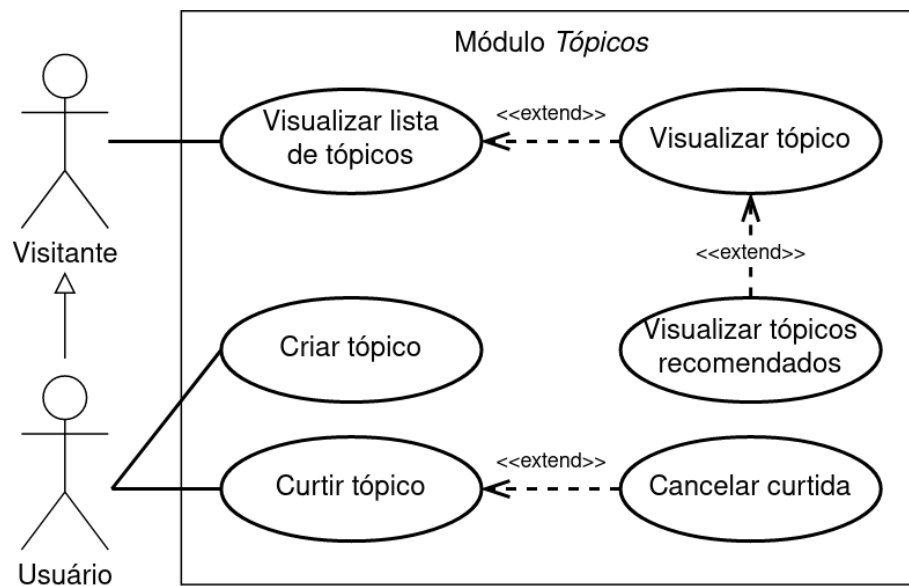 Módulo Tópicos
Visualizar lista
de tópicos
<<extend>>
Visualizar tópico
Visitante
<<extend>>
Criar tópico
Visualizar tópicos
recomendados
Curtir tópico
<<extend>>
Cancelar curtida
Usuário